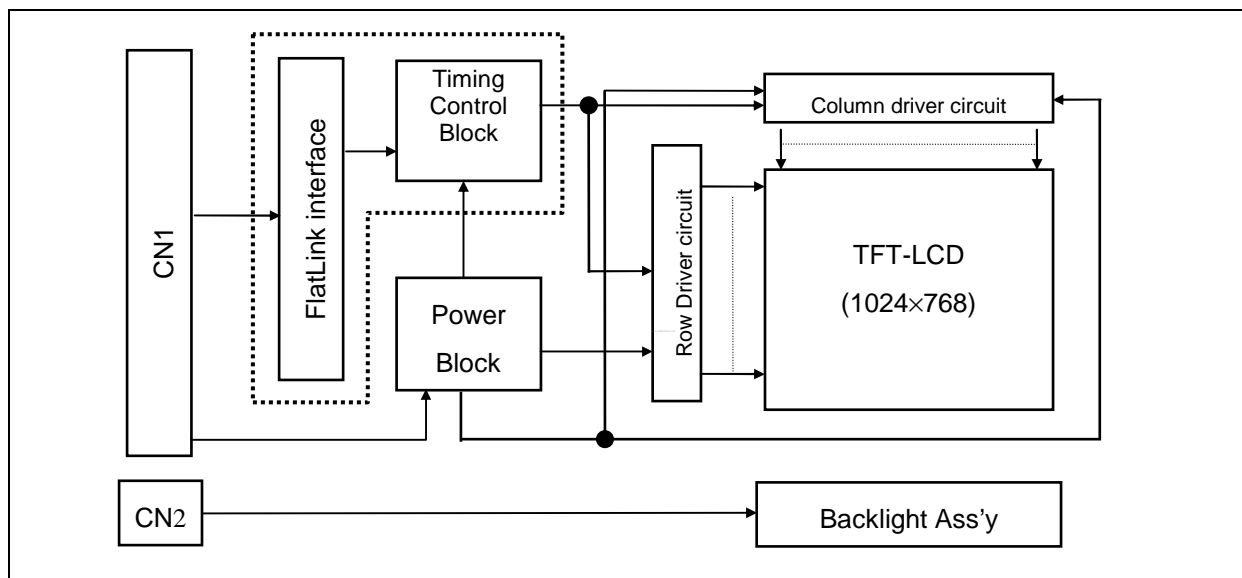 CN1
FlatLink interface
Timing
Control
Block
Power
Block
Row Driver circuit
Column driver circuit
TFT-LCD
(1024×768)
CN2
Backlight Ass’y